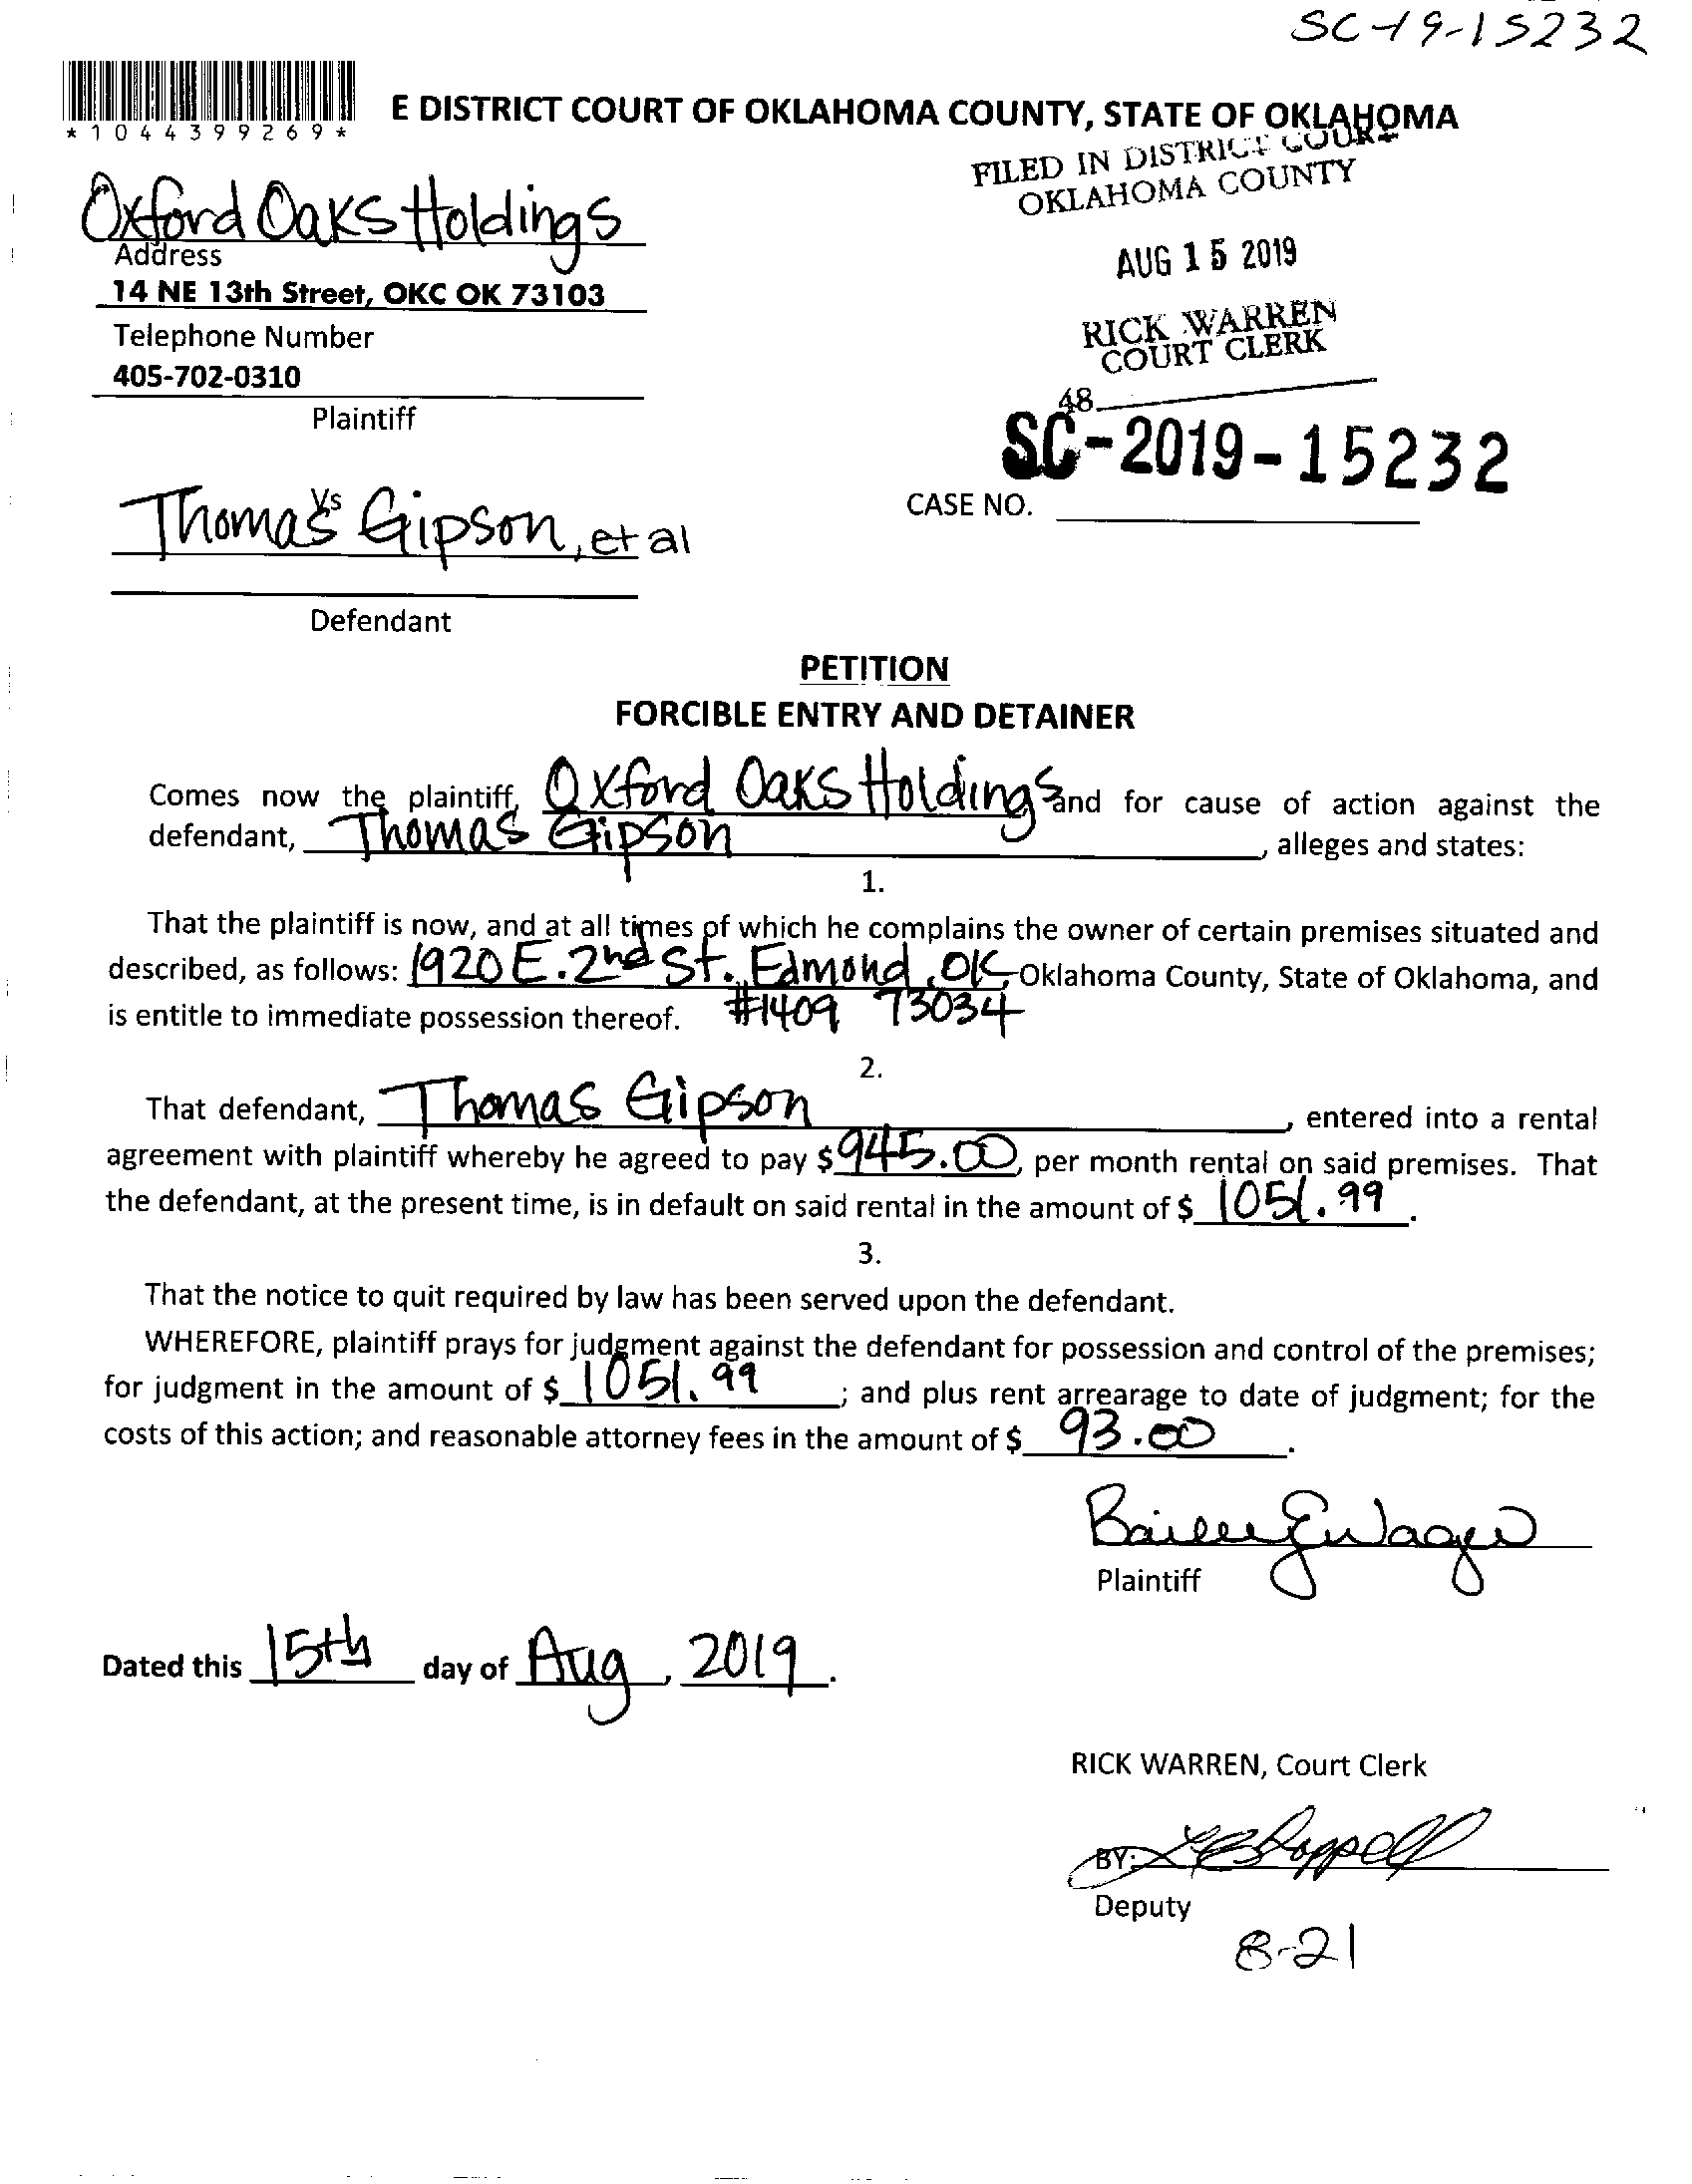 SC-19-15232
E DISTRICT COURT OF OKLAHOMA COUNTY, STATE OF OKLAHOMA
*1044399269*
FILED IN DISTRICT COURT
OKLAHOMA COUNTY
Oxford Oaks Holdings
Address
AUG 15 2019
14 NE 13th Street, OKC OK 73103
Telephone Number
RICK WARREN
COURT CLERK
405-702-0310
48
Plaintiff
SC-2019-15232
CASE NO.
Vs
Thomas Gipson, et al
Defendant
PETITION
FORCIBLE ENTRY AND DETAINER
Comes now the plaintiff, Oxford Oaks Holdings and for cause of action against the
defendant, Thomas Gipson, alleges and states:
1.
That the plaintiff is now, and at all times of which he complains the owner of certain premises situated and
described, as follows: 1920 E. 2nd St. Edmond, OK, Oklahoma County, State of Oklahoma, and
is entitle to immediate possession thereof. #1409 73034
2.
That defendant, Thomas Gipson, entered into a rental
agreement with plaintiff whereby he agreed to pay $945.00, per month rental on said premises. That
the defendant, at the present time, is in default on said rental in the amount of $ 1051.99.
3.
That the notice to quit required by law has been served upon the defendant.
WHEREFORE, plaintiff prays for judgment against the defendant for possession and control of the premises;
for judgment in the amount of $ 1051.99; and plus rent arrearage to date of judgment; for the
costs of this action; and reasonable attorney fees in the amount of $ 93.00.
Plaintiff
Dated this 15th day of Aug, 2019.
RICK WARREN, Court Clerk
BY:
Deputy
8-21